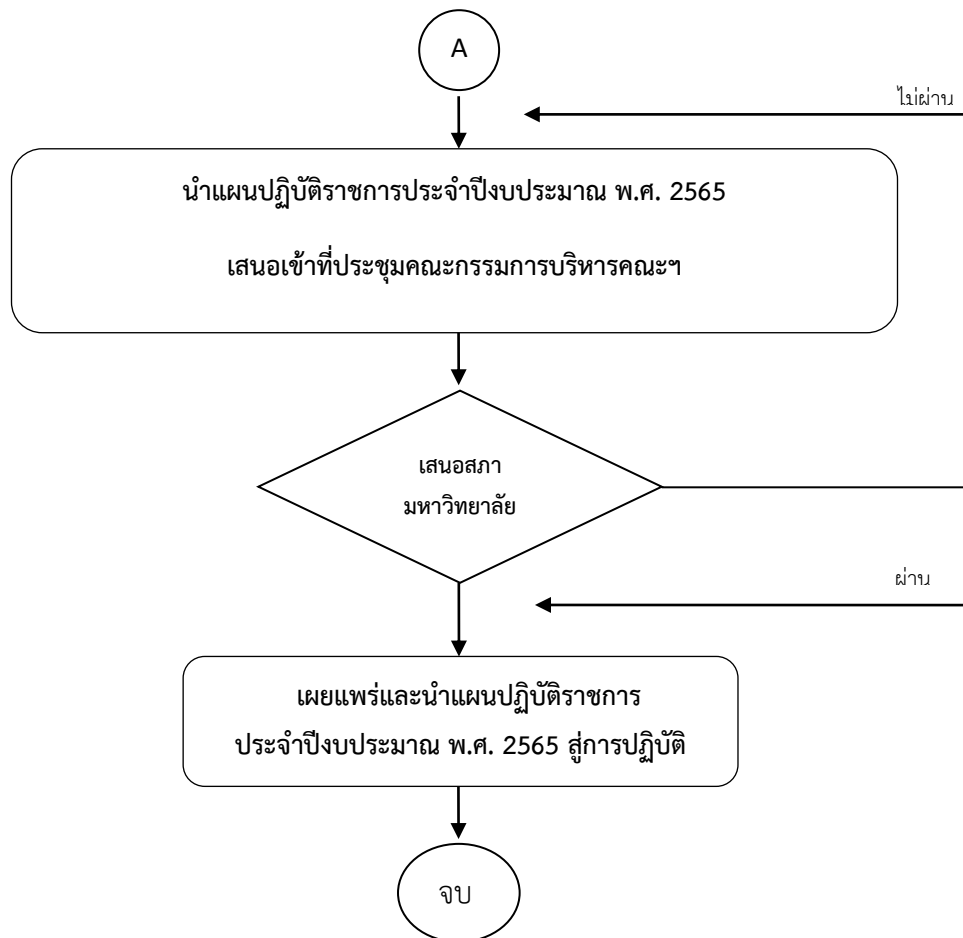 A
ไม่ผ่าน
นำแผนปฏิบัติราชการประจำปีงบประมาณ พ.ศ. 2565
เสนอเข้าที่ประชุมคณะกรรมการบริหารคณะฯ
เสนอสภา
มหาวิทยาลัย
ผ่าน
เผยแพร่และนำแผนปฏิบัติราชการ
ประจำปีงบประมาณ พ.ศ. 2565 สู่การปฏิบัติ
จบ